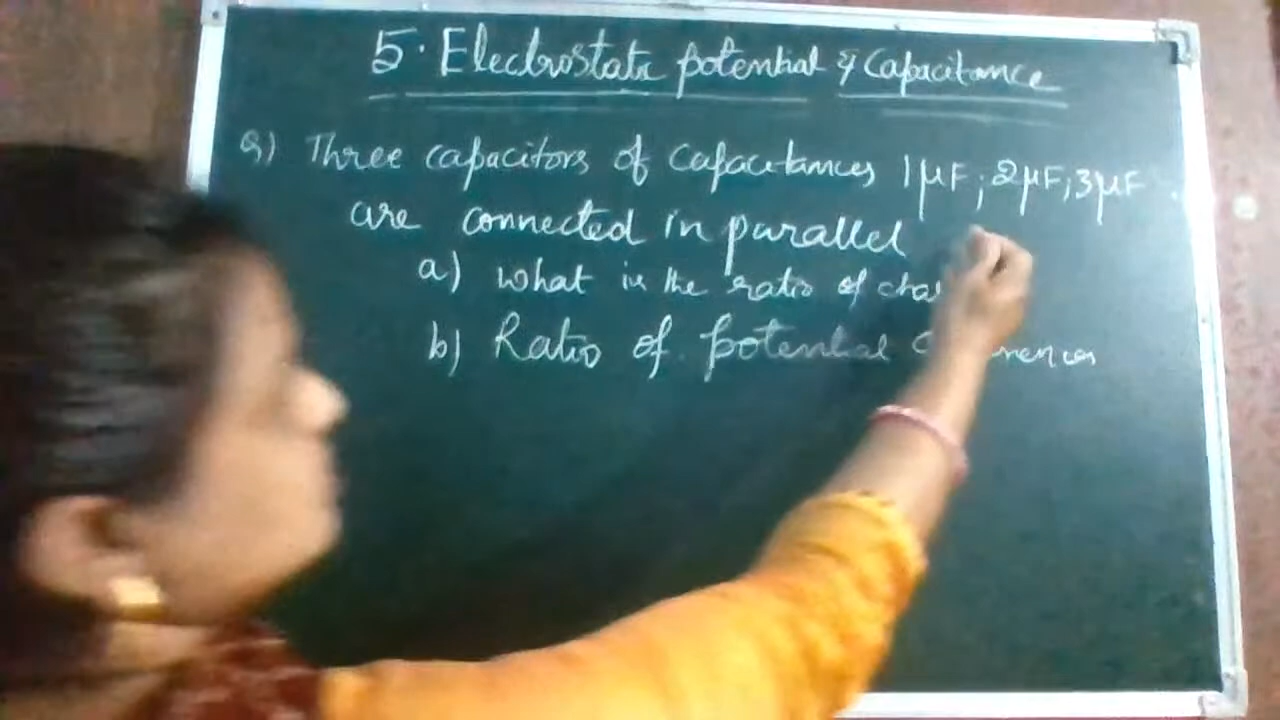 5. Electrostatic potential & Capacitance
Q) Three capacitors of Capacitances 1μF; 2μF; 3μF
are connected in parallel
a) What is the ratio of
b) Ratio of potential